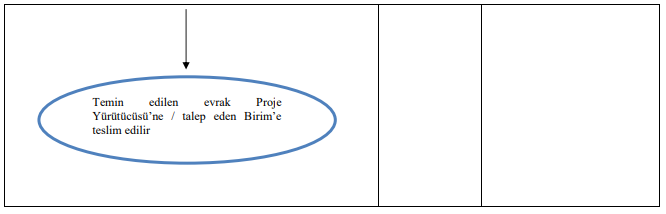 Temin edilen evrak Proje
Yürütücüsü’ne / talep eden Birim’e
teslim edilir